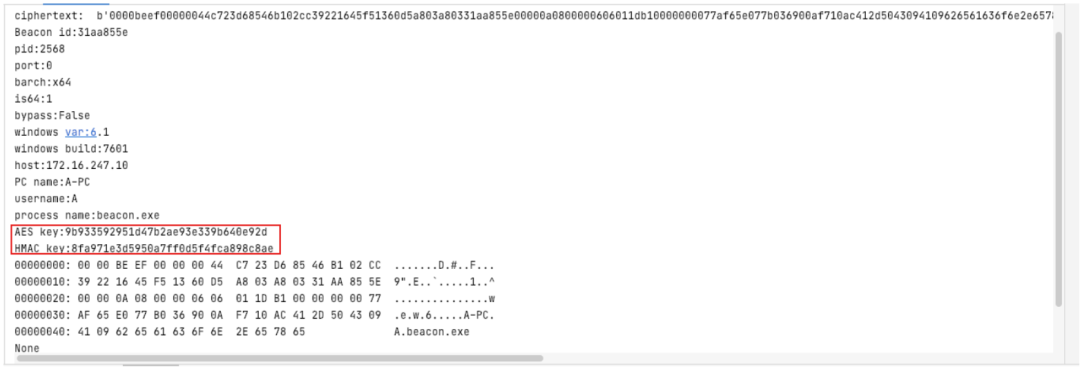 ciphertext:  b'0000beef00000044c723d68546b102cc39221645f51360d5a803a80331aa855e00000a0800000606011db10000000077af65e077b036900af710ac412d5043094109626561636f6e2e6578
Beacon id:31aa855e
pid:2568
port:0
barch:x64
is64:1
bypass:False
windows var:6.1
windows build:7601
host:172.16.247.10
PC name:A-PC
username:A
process name:beacon.exe
AES key:9b933592951d47b2ae93e339b640e92d
HMAC key:8fa971e3d5950a7ff0d5f4fca898c8ae
00000000: 00 00 BE EF 00 00 00 44  C7 23 D6 85 46 B1 02 CC  .......D.#..F...
00000010: 39 22 16 45 F5 13 60 D5  A8 03 A8 03 31 AA 85 5E  9".E..`.....1..^
00000020: 00 00 0A 08 00 00 06 06  01 1D B1 00 00 00 00 77  ...............w
00000030: AF 65 E0 77 B0 36 90 0A  F7 10 AC 41 2D 50 43 09  .e.w.6.....A-PC.
00000040: 41 09 62 65 61 63 6F 6E  2E 65 78 65              A.beacon.exe
None